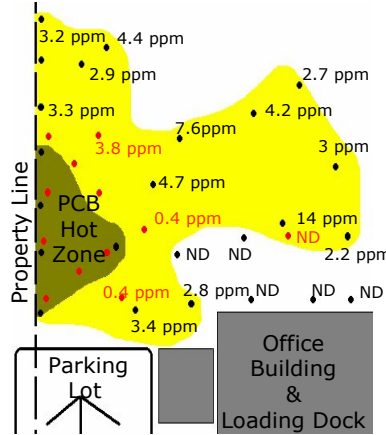 3.2 ppm
4.4 ppm
2.9 ppm
2.7 ppm
3.3 ppm
4.2 ppm
7.6ppm
3.8 ppm
3 ppm
4.7 ppm
PCB
Hot
Zone
0.4 ppm
14 ppm
ND
ND
ND
2.2 ppm
Property Line
0.4 ppm
2.8 ppm
ND
ND
ND
3.4 ppm
Parking
Lot
Office
Building
&
Loading Dock